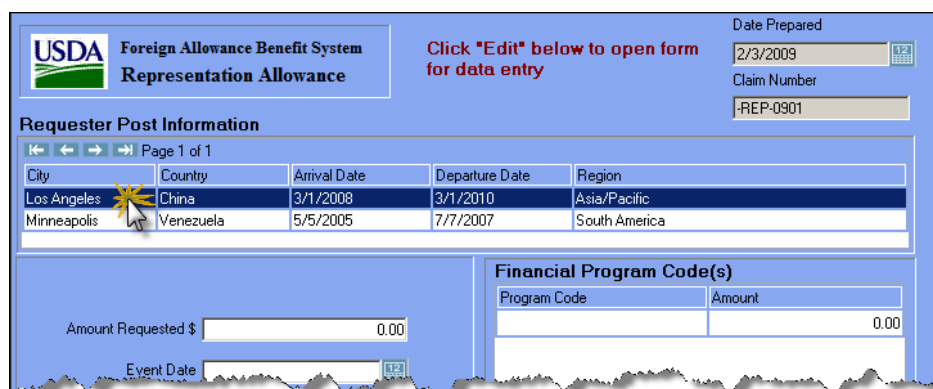 Date Prepared
USDA
Foreign Allowance Benefit System
Representation Allowance
Click "Edit" below to open form
for data entry
2/3/2009
12
Claim Number
-REP-0901
Requester Post Information
Page 1 of 1
City Country Arrival Date Departure Date Region
Los Angeles China 3/1/2008 3/1/2010 Asia/Pacific
Minneapolis Venezuela 5/5/2005 7/7/2007 South America
Financial Program Code(s)
Program Code Amount
0.00
Amount Requested $ 0.00
Event Date
12